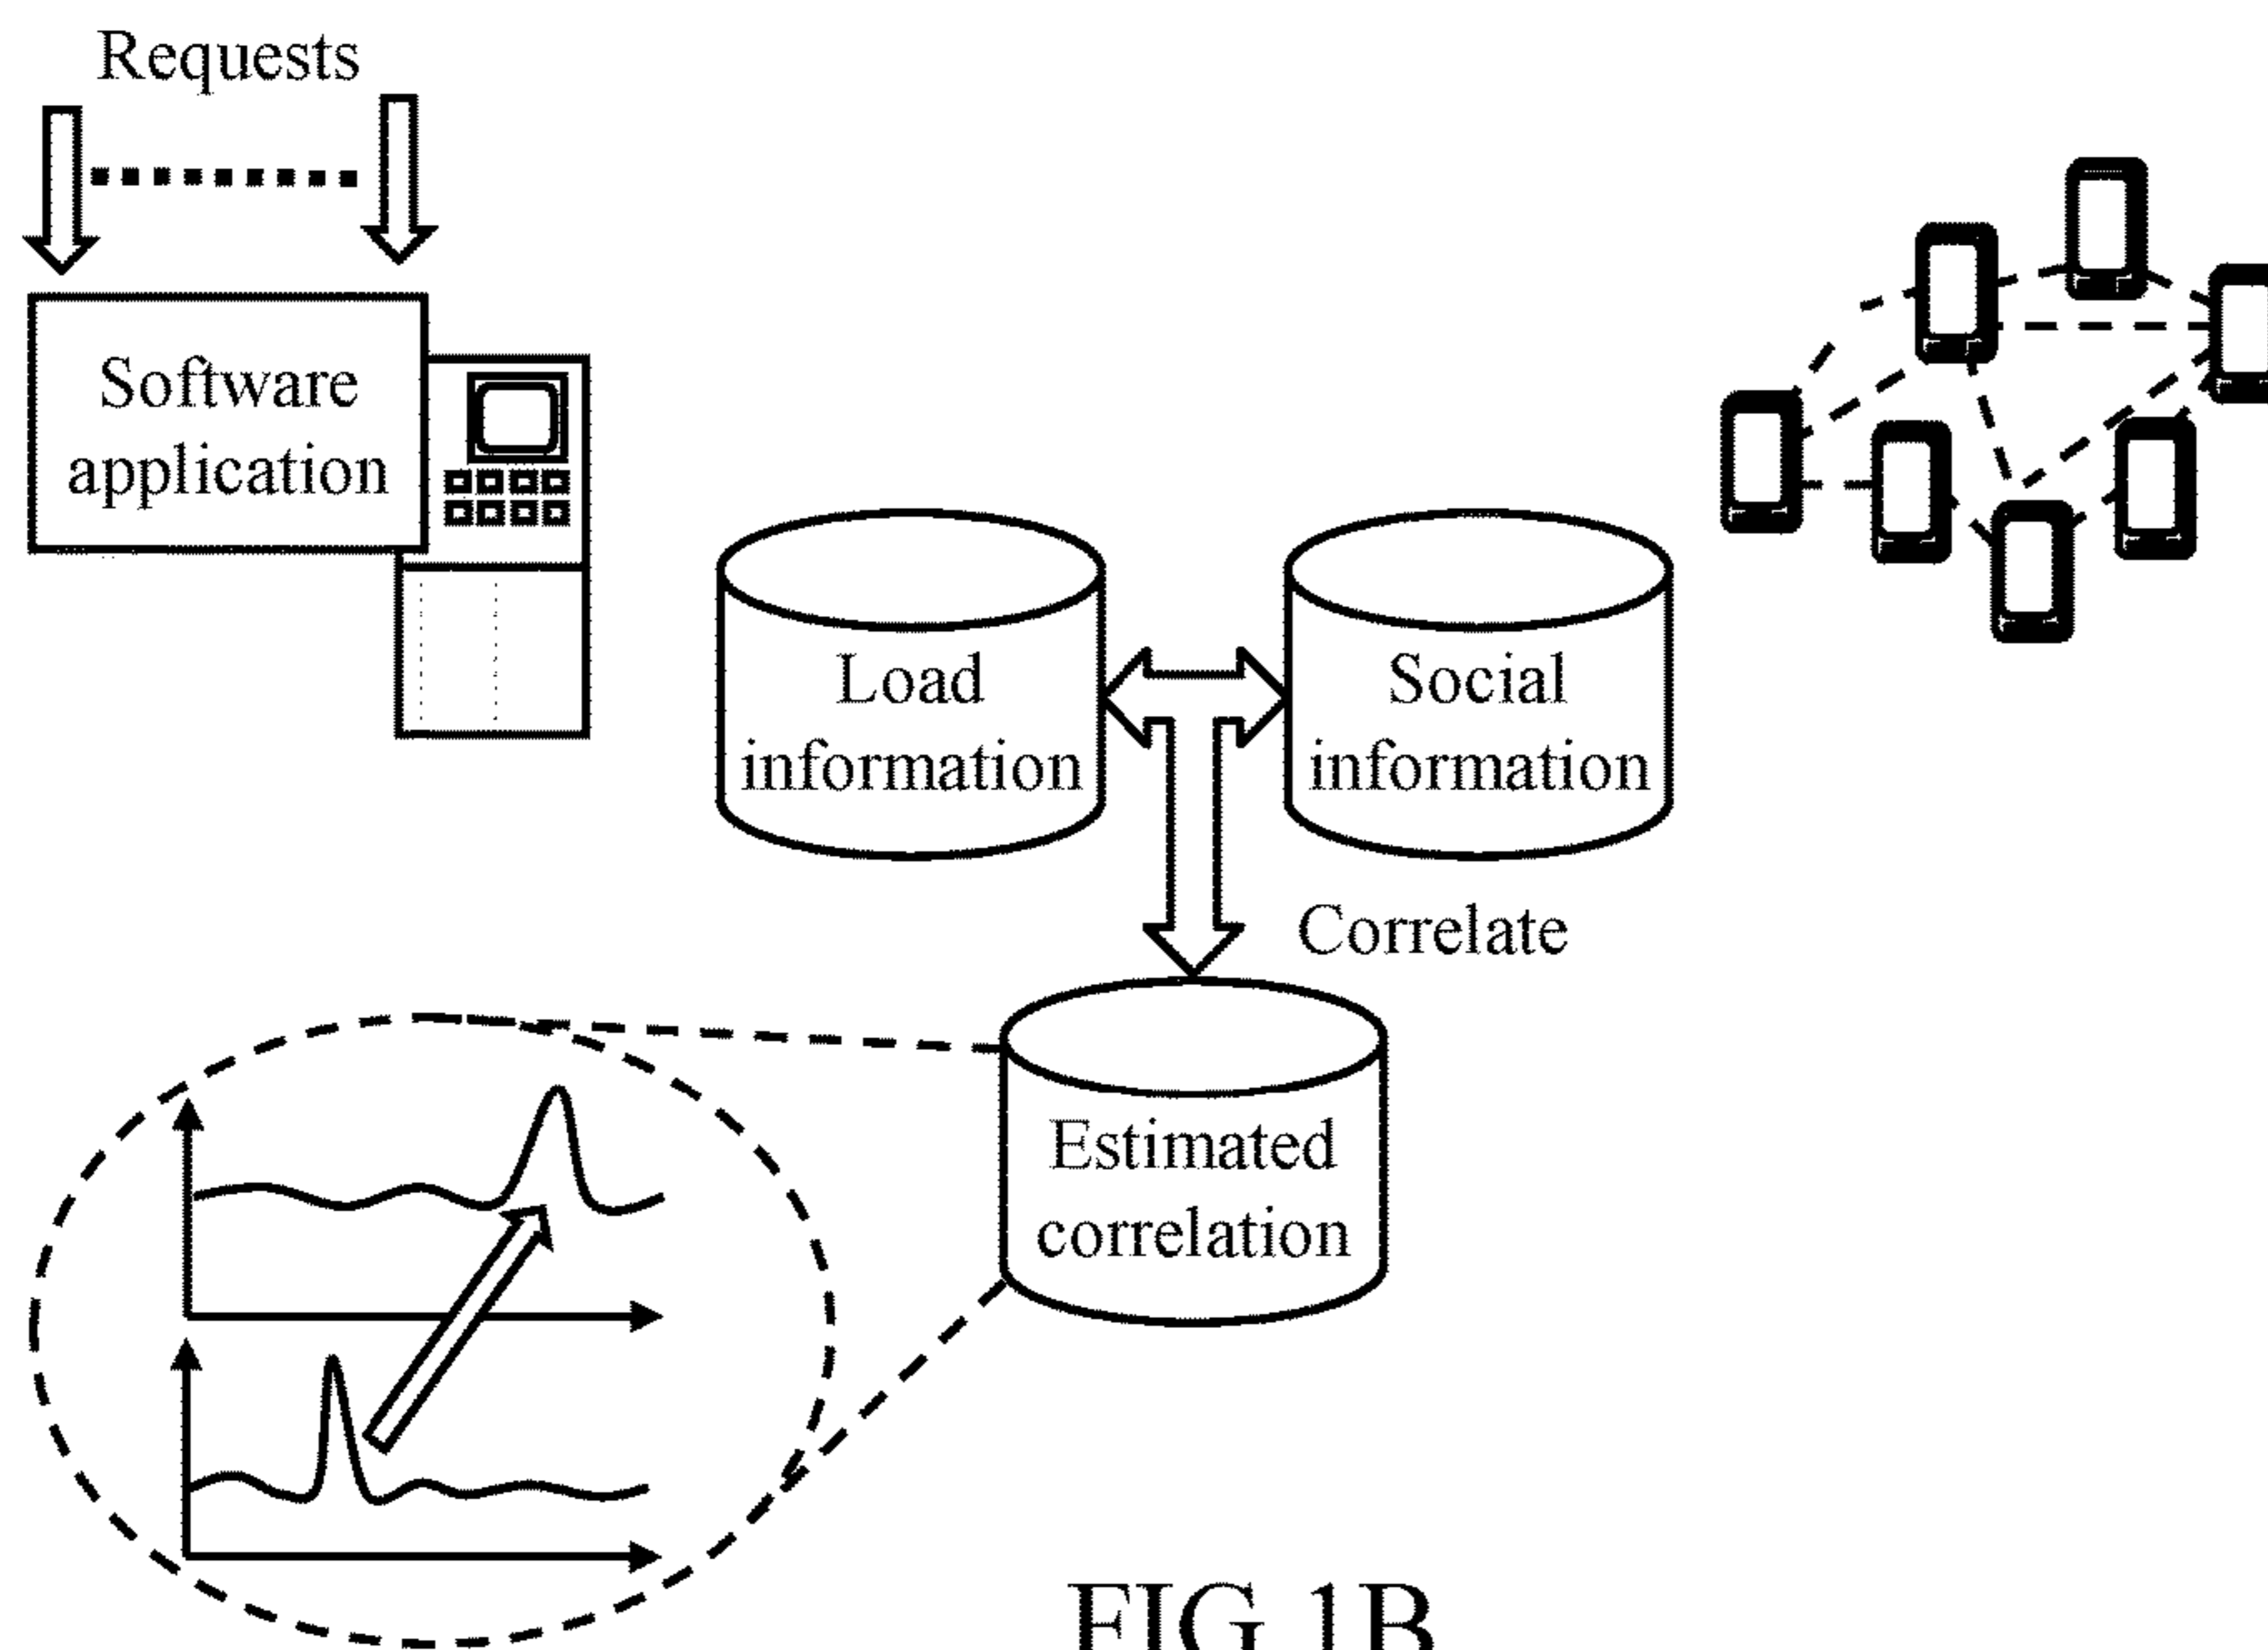 Requests
Software
application
Load
information
Social
information
Correlate
Estimated
correlation
FIG.1B